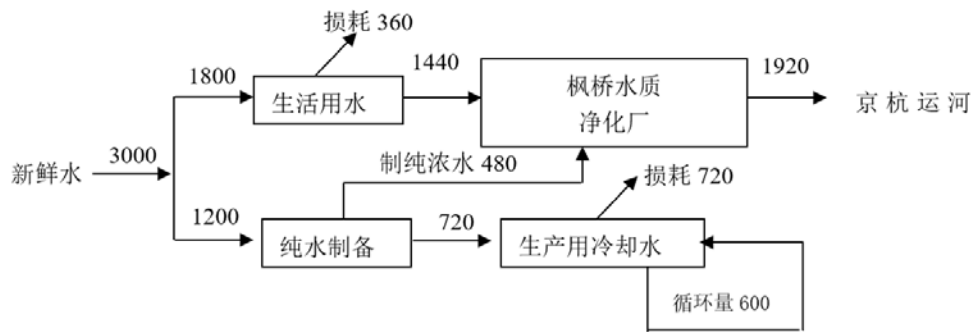 损耗 360
1800
1440
1920
生活用水
枫桥水质
净化厂
京杭运河
新鲜水
3000
制纯浓水 480
损耗 720
1200
720
纯水制备
生产用冷却水
循环量 600